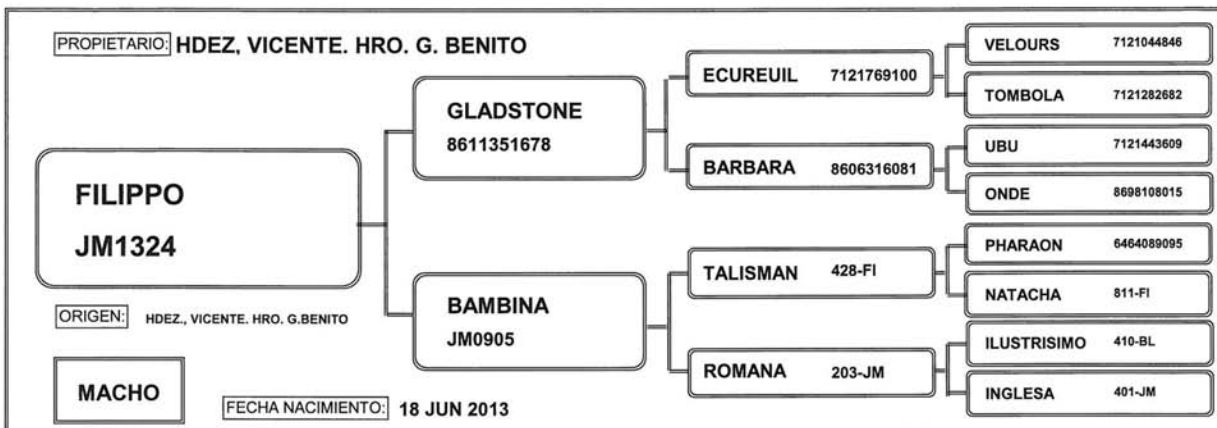 PROPIETARIO: HDEZ, VICENTE. HRO. G. BENITO
FILIPPO
JM1324
ORIGEN: HDEZ., VICENTE. HRO. G.BENITO
MACHO
FECHA NACIMIENTO: 18 JUN 2013
GLADSTONE
8611351678
BAMBINA
JM0905
ECUREUIL 7121769100
BARBARA 8606316081
TALISMAN 428-FI
ROMANA 203-JM
VELOURS 7121044846
TOMBOLA 7121282682
UBU 7121443609
ONDE 8698108015
PHARAON 6464089095
NATACHA 811-FI
ILUSTRISIMO 410-BL
INGLESA 401-JM